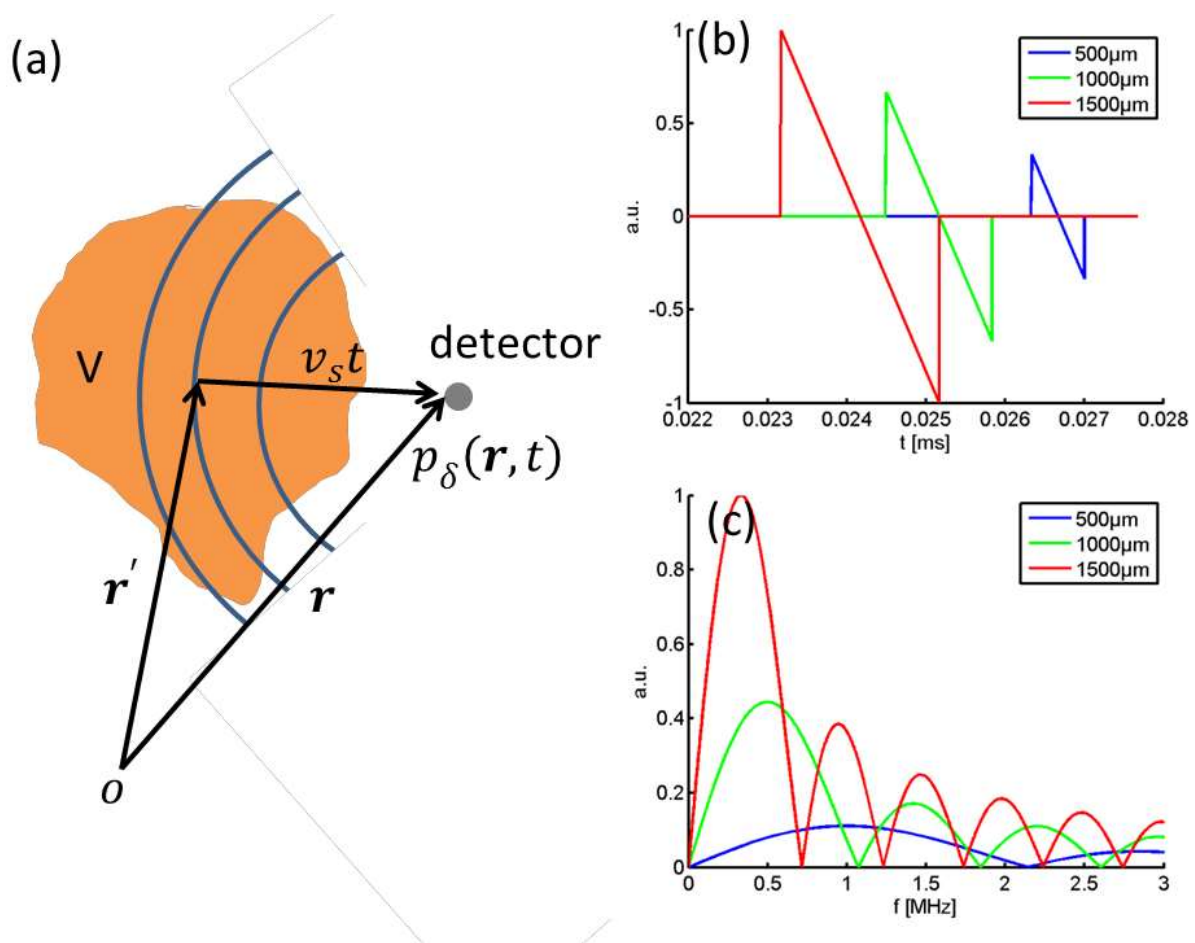 (a)
V
v_s t
detector
p_δ(r, t)
r′
r
o
(b)
500μm
1000μm
1500μm
1
0.5
0
-0.5
-1
a.u.
0.022 0.023 0.024 0.025 0.026 0.027 0.028
t [ms]
(c)
500μm
1000μm
1500μm
1
0.8
0.6
0.4
0.2
0
a.u.
0 0.5 1 1.5 2 2.5 3
f [MHz]